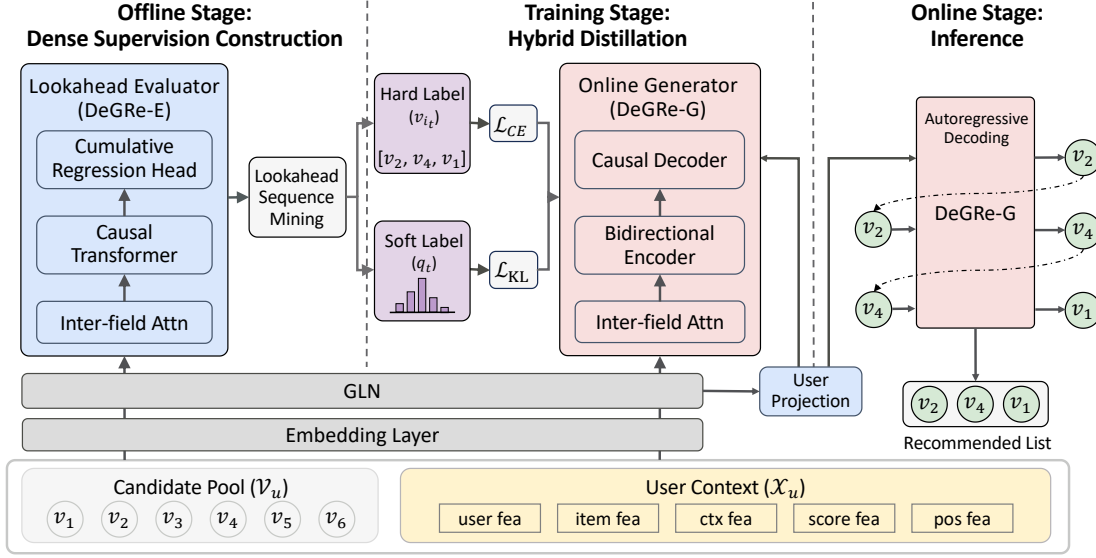 Offline Stage:
Dense Supervision Construction
Training Stage:
Hybrid Distillation
Online Stage:
Inference
Lookahead Evaluator
(DeGRe-E)
Cumulative
Regression Head
Causal
Transformer
Inter-field Attn
Lookahead
Sequence
Mining
Hard Label
(v_{i_t})
[v_2, v_4, v_1]
Soft Label
(q_t)
ℒ_{CE}
ℒ_{KL}
Online Generator
(DeGRe-G)
Causal Decoder
Bidirectional
Encoder
Inter-field Attn
Autoregressive
Decoding
DeGRe-G
v_2
v_2
v_4
v_4
v_1
v_2 v_4 v_1
Recommended List
GLN
User
Projection
Embedding Layer
Candidate Pool (𝒱_u)
v_1 v_2 v_3 v_4 v_5 v_6
User Context (𝒳_u)
user fea item fea ctx fea score fea pos fea